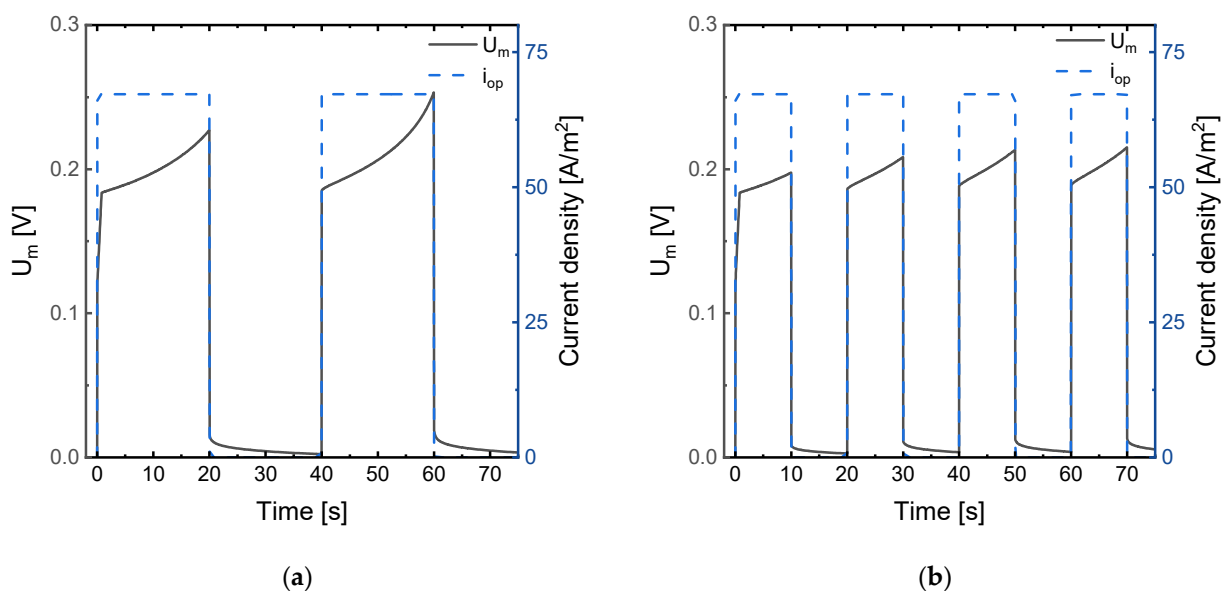 0.3
0.2
0.1
0.0
U_m [V]
75
50
25
0
Current density [A/m²]
U_m
i_op
0 10 20 30 40 50 60 70
Time [s]
(a)
0.3
0.2
0.1
0.0
U_m [V]
75
50
25
0
Current density [A/m²]
U_m
i_op
0 10 20 30 40 50 60 70
Time [s]
(b)